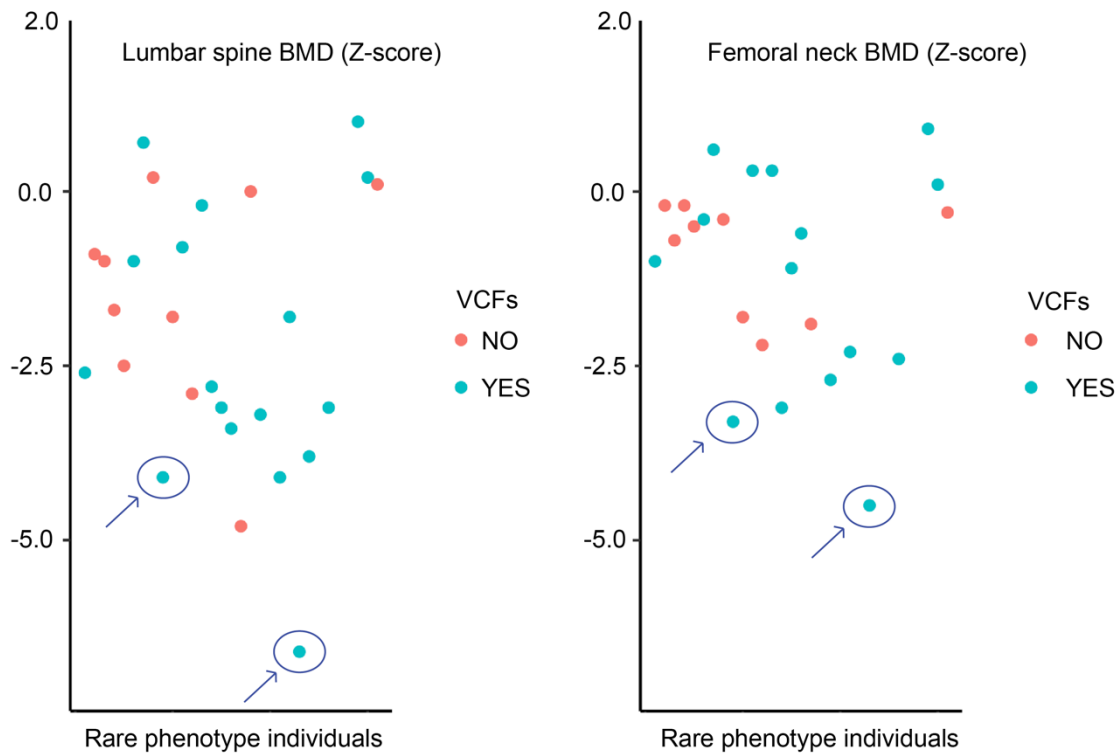 2.0
Lumbar spine BMD (Z-score)
0.0
VCFs
NO
-2.5
YES
-5.0
Rare phenotype individuals
2.0
Femoral neck BMD (Z-score)
0.0
VCFs
NO
-2.5
YES
-5.0
Rare phenotype individuals